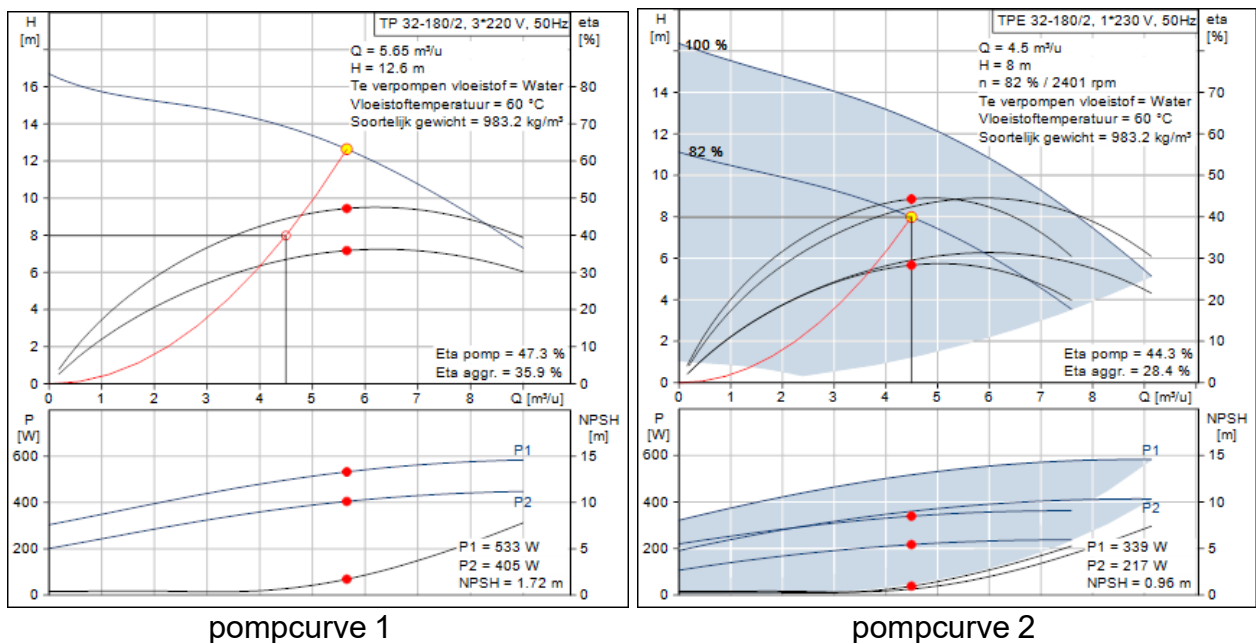 H
[m]
TP 32-180/2, 3*220 V, 50Hz
eta
[%]
Q = 5.65 m³/u
H = 12.6 m
Te verpompen vloeistof = Water
Vloeistoftemperatuur = 60 °C
Soortelijk gewicht = 983.2 kg/m³
16
14
12
10
8
6
4
2
0
80
70
60
50
40
30
20
10
0
Eta pomp = 47.3 %
Eta aggr. = 35.9 %
0 1 2 3 4 5 6 7 8 Q [m³/u]
P
[W]
NPSH
[m]
600
400
200
0
15
10
5
0
P1
P2
P1 = 533 W
P2 = 405 W
NPSH = 1.72 m
pompcurve 1
H
[m]
TPE 32-180/2, 1*230 V, 50Hz
eta
[%]
100 %
82 %
Q = 4.5 m³/u
H = 8 m
n = 82 % / 2401 rpm
Te verpompen vloeistof = Water
Vloeistoftemperatuur = 60 °C
Soortelijk gewicht = 983.2 kg/m³
14
12
10
8
6
4
2
0
70
60
50
40
30
20
10
0
Eta pomp = 44.3 %
Eta aggr. = 28.4 %
0 1 2 3 4 5 6 7 8 Q [m³/u]
P
[W]
NPSH
[m]
600
400
200
0
15
10
5
0
P1
P2
P1 = 339 W
P2 = 217 W
NPSH = 0.96 m
pompcurve 2